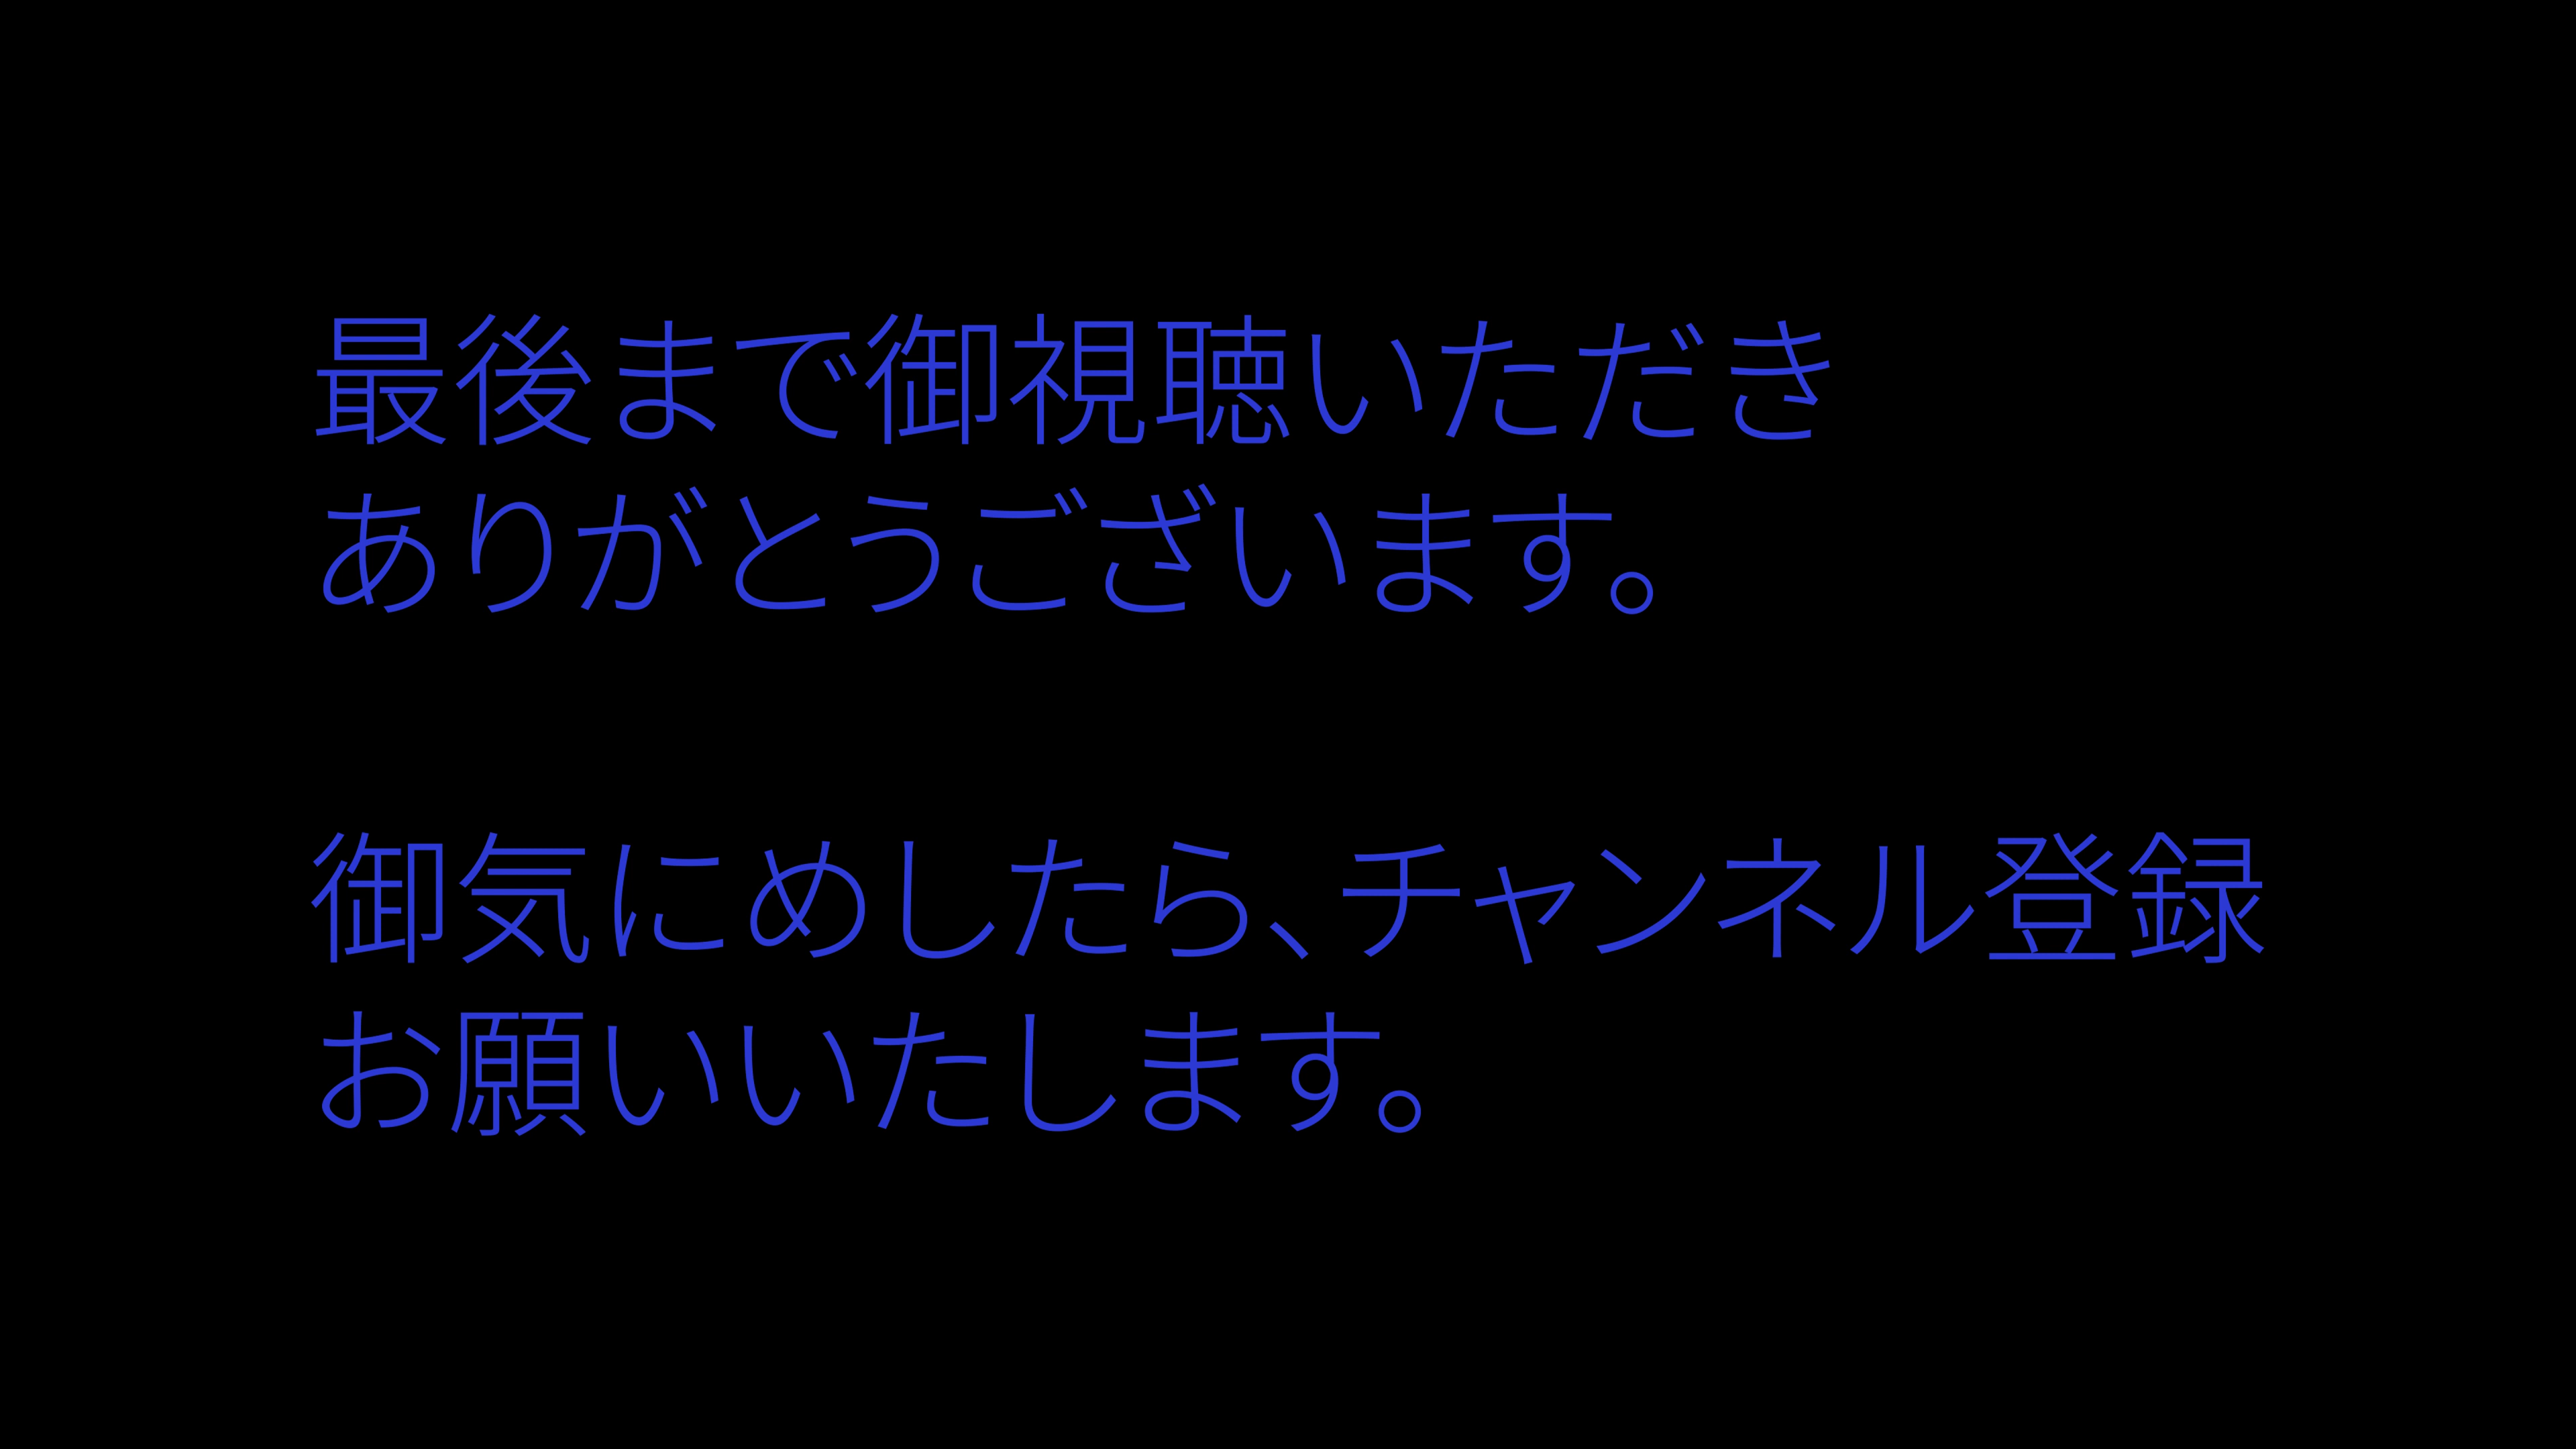 最後まで御視聴いただき
ありがとうございます。
御気にめしたら、チャンネル登録
お願いいたします。